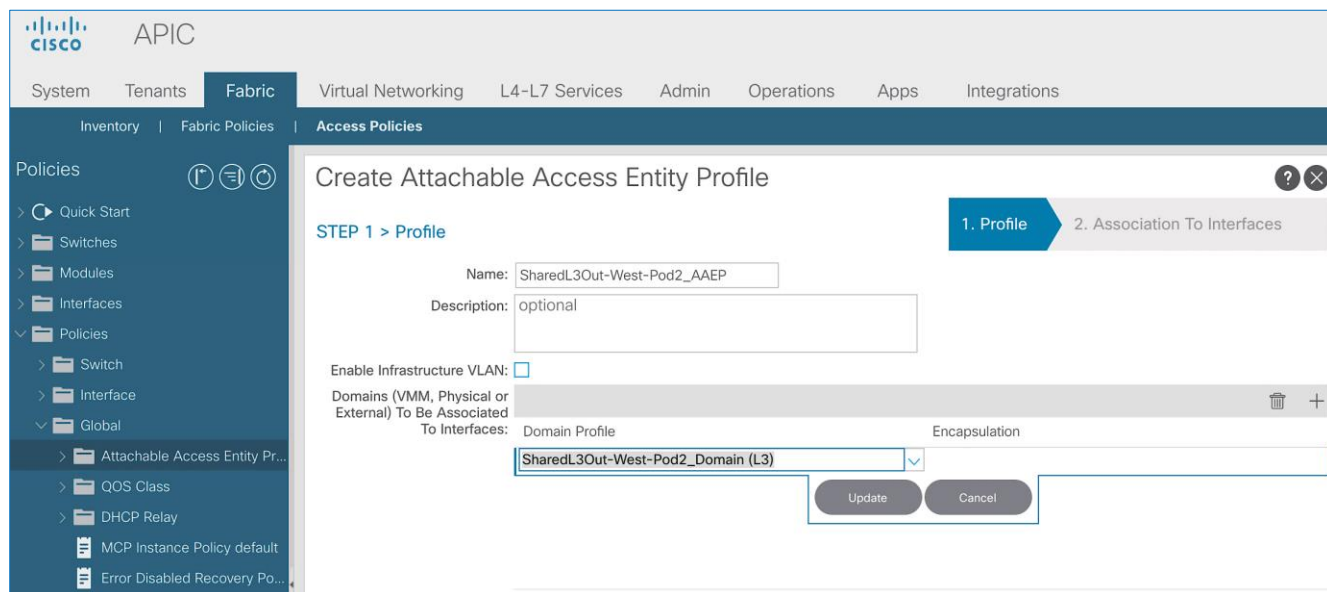 CISCO
APIC
System Tenants Fabric Virtual Networking L4-L7 Services Admin Operations Apps Integrations
Inventory | Fabric Policies | Access Policies
Policies
Quick Start
Switches
Modules
Interfaces
Policies
Switch
Interface
Global
Attachable Access Entity Pr...
QOS Class
DHCP Relay
MCP Instance Policy default
Error Disabled Recovery Po...
Create Attachable Access Entity Profile
STEP 1 > Profile
1. Profile
2. Association To Interfaces
Name: SharedL3Out-West-Pod2_AAEP
Description: optional
Enable Infrastructure VLAN:
Domains (VMM, Physical or
External) To Be Associated
To Interfaces:
Domain Profile Encapsulation
SharedL3Out-West-Pod2_Domain (L3)
Update Cancel